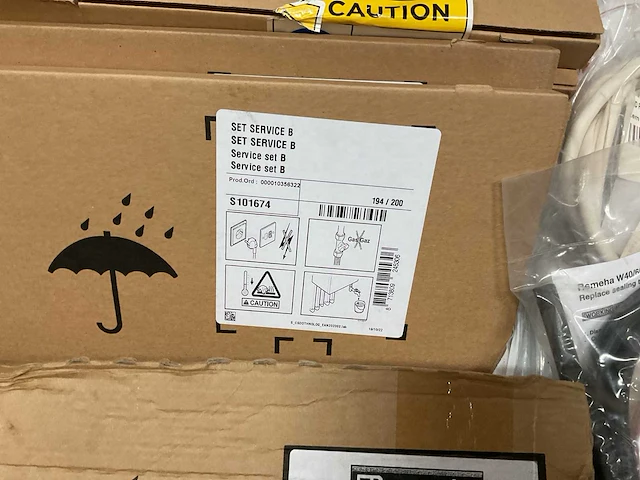 CAUTION
SET SERVICE B
SET SERVICE B
Service set B
Service set B
Prod.Ord : 000010356322
S101674
194 / 200
Gas Gaz
CAUTION
Remeha W40/
Replace sealing